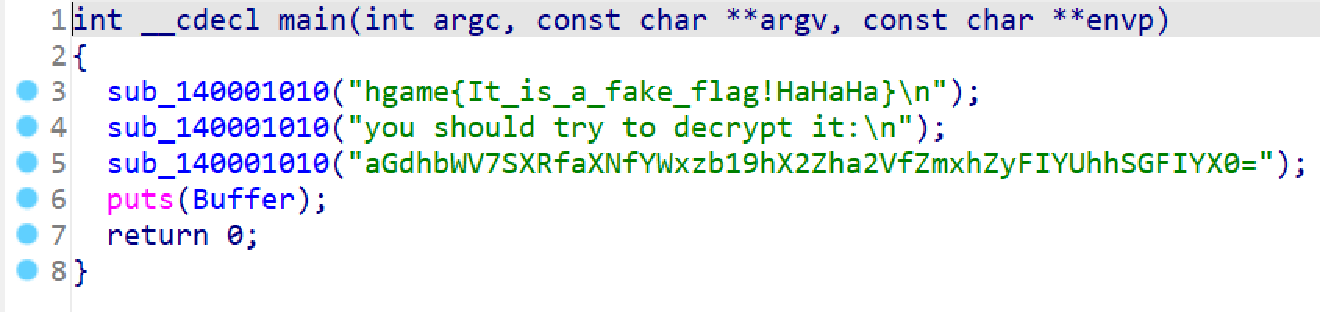 1 int __cdecl main(int argc, const char **argv, const char **envp)
2 {
3 sub_140001010("hgame{It_is_a_fake_flag!HaHaHa}\n");
4 sub_140001010("you should try to decrypt it:\n");
5 sub_140001010("aGdhbWV7SXRfaXNfYWxzb19hX2Zha2VfZmxhZyFIYUhhSGFIYX0=");
6 puts(Buffer);
7 return 0;
8 }